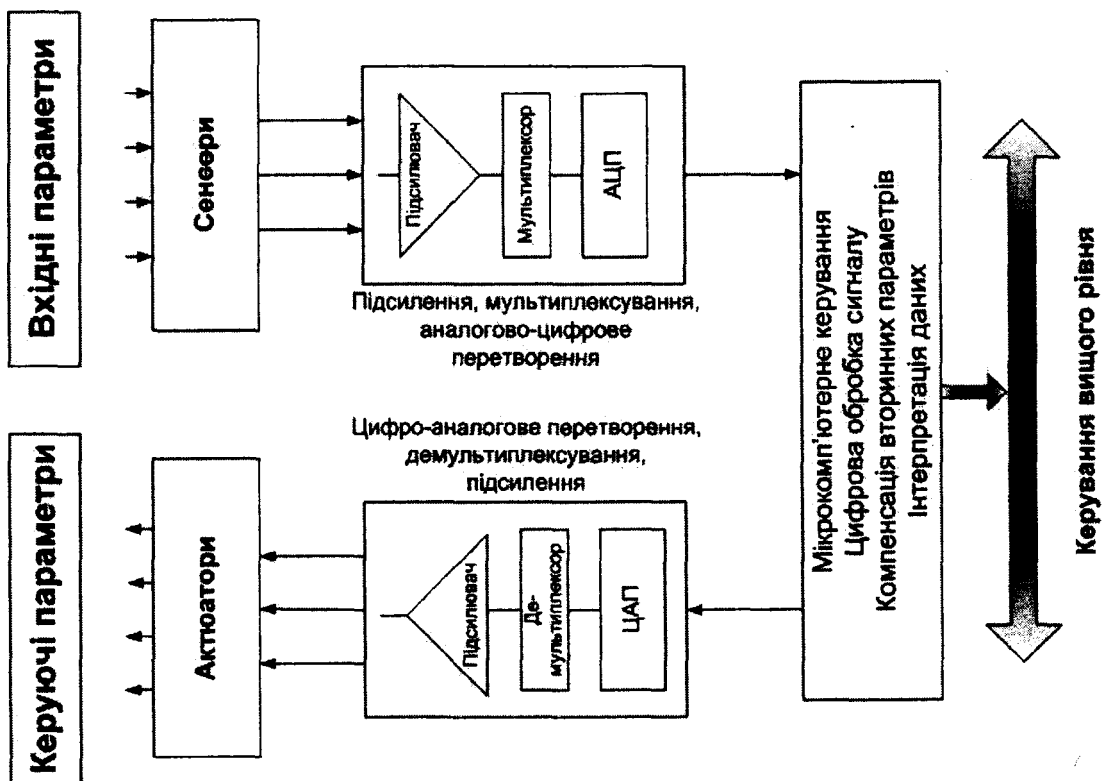 Вхідні параметри
Сенеори
Підсилювач
Мультиплексор
АЦП
Підсилення, мультиплексування,
аналогово-цифрове
перетворення
Керуючі параметри
Актюатори
Цифро-аналогове перетворення,
демультиплексування,
підсилення
Підсилювач
Де-
мультиплексор
ЦАП
Мікрокомп'ютерне керування
Цифрова обробка сигналу
Компенсація вторинних параметрів
Інтерпретація даних
Керування вищого рівня